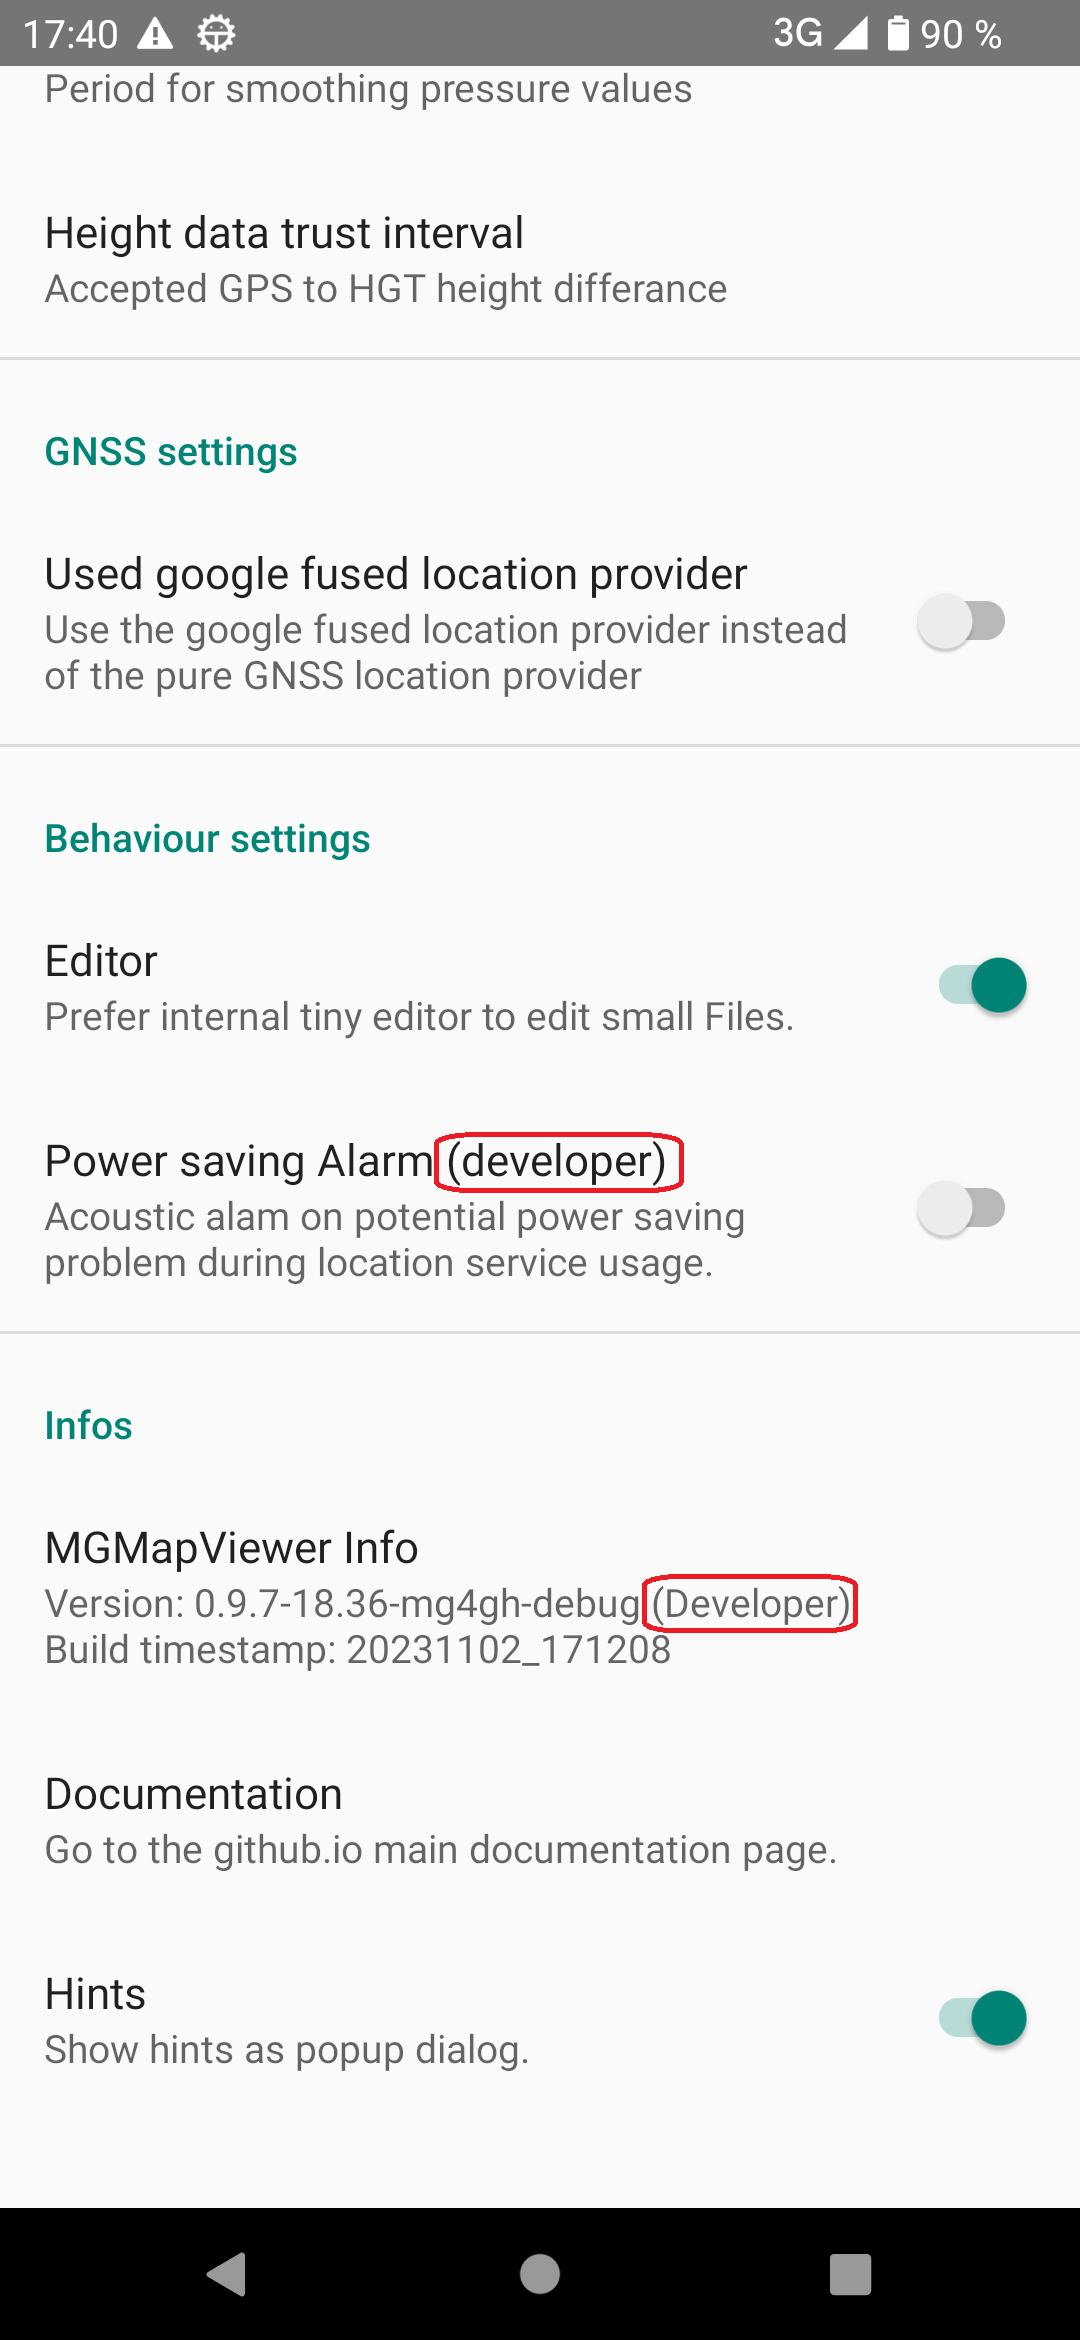 17:40 3G 90 %
Period for smoothing pressure values
Height data trust interval
Accepted GPS to HGT height differance
GNSS settings
Used google fused location provider
Use the google fused location provider instead
of the pure GNSS location provider
Behaviour settings
Editor
Prefer internal tiny editor to edit small Files.
Power saving Alarm (developer)
Acoustic alam on potential power saving
problem during location service usage.
Infos
MGMapViewer Info
Version: 0.9.7-18.36-mg4gh-debug (Developer)
Build timestamp: 20231102_171208
Documentation
Go to the github.io main documentation page.
Hints
Show hints as popup dialog.